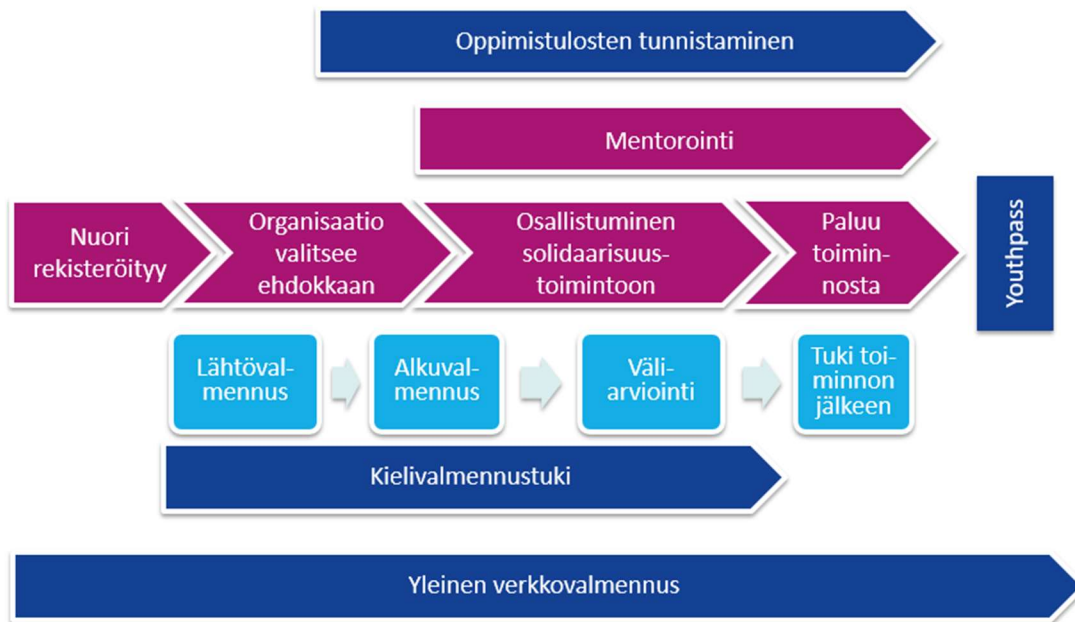 Oppimistulosten tunnistaminen
Mentorointi
Nuori
rekisteröityy
Organisaatio
valitsee
ehdokkaan
Osallistuminen
solidaarisuus-
toimintoon
Paluu
toimin-
nosta
Youthpass
Lähtöval-
mennus
Alkuval-
mennus
Väli-
arviointi
Tuki toi-
minnon
jälkeen
Kielivalmennustuki
Yleinen verkkovalmennus